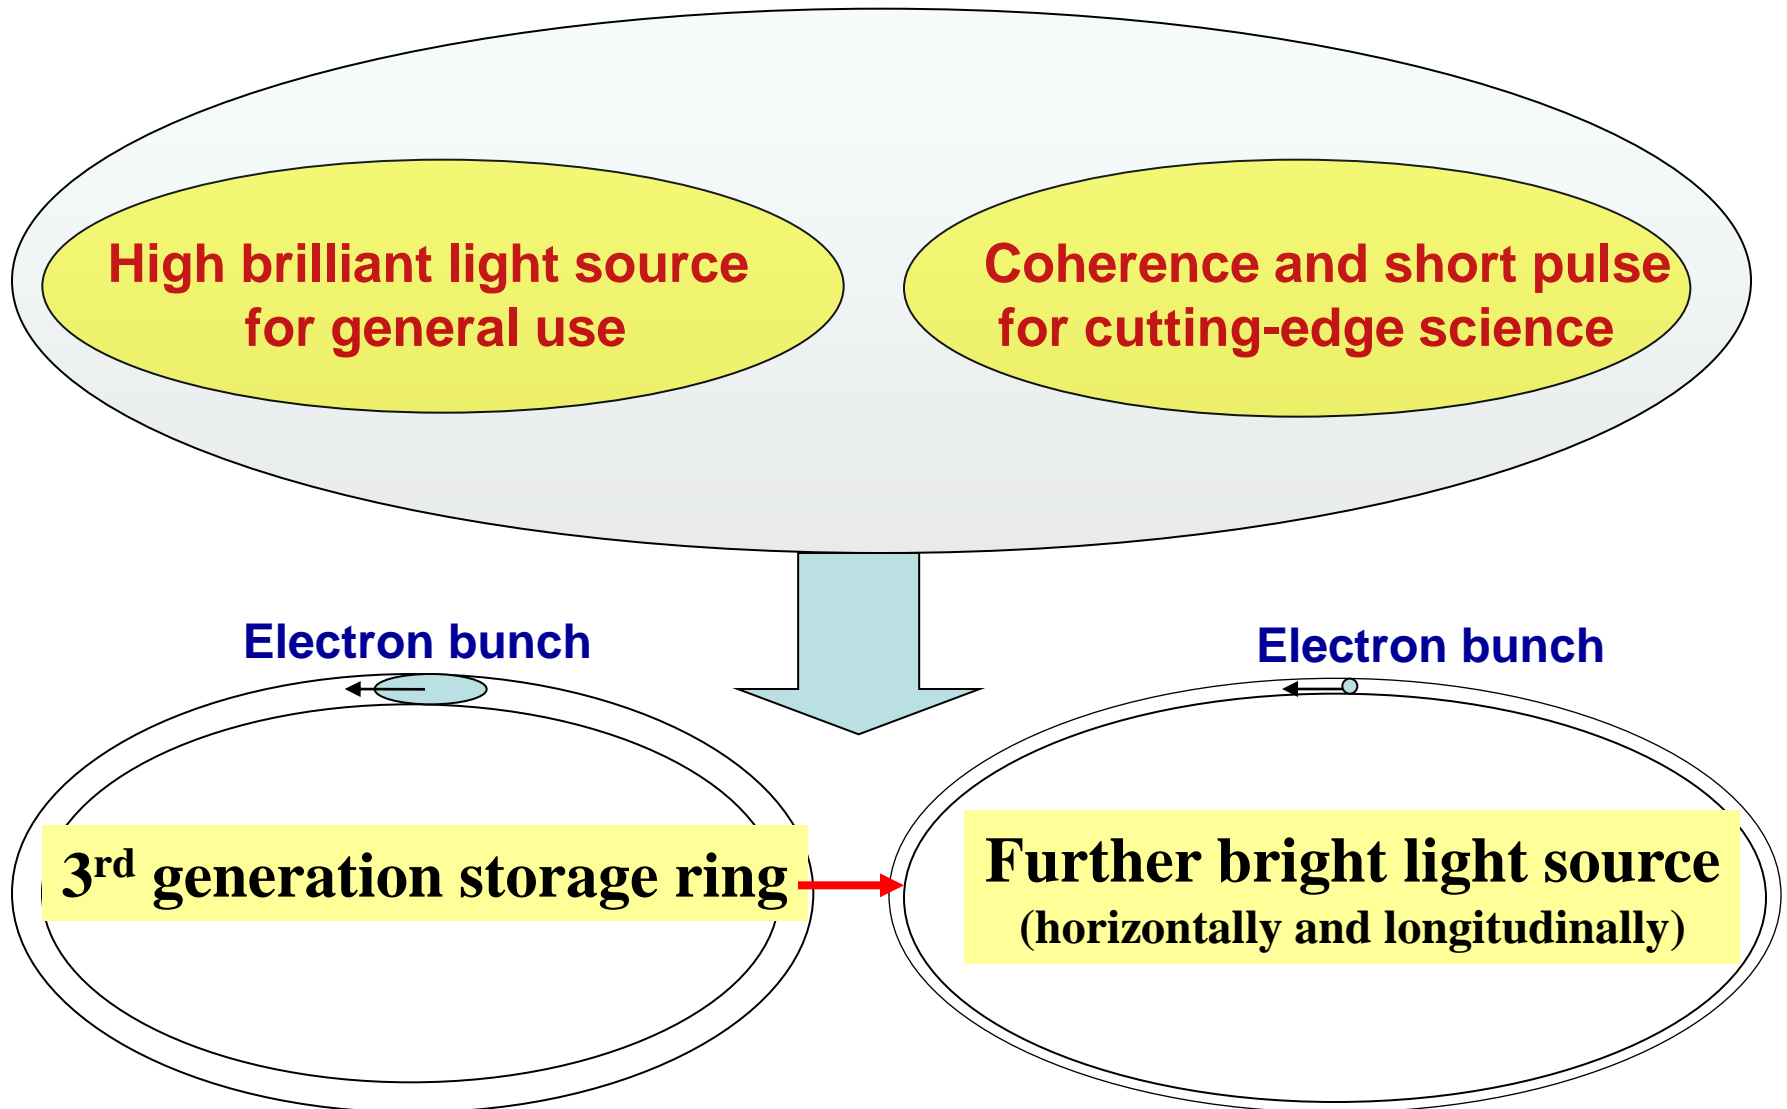 High brilliant light source
for general use
Coherence and short pulse
for cutting-edge science
Electron bunch
Electron bunch
3rd generation storage ring
Further bright light source
(horizontally and longitudinally)